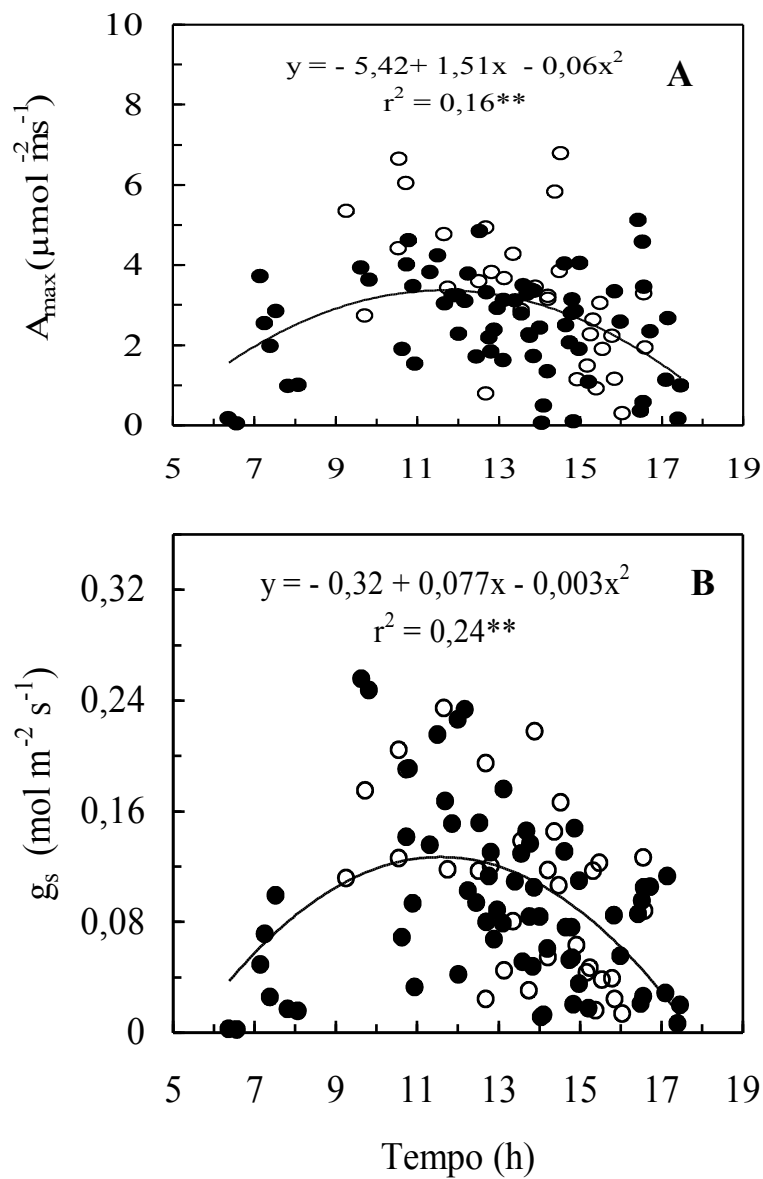 10
8
6
4
2
0
A_max (µmol m⁻² s⁻¹)
y = - 5,42+ 1,51x - 0,06x²
r² = 0,16**
A
5 7 9 11 13 15 17 19
0,32
0,24
0,16
0,08
0
g_s (mol m⁻² s⁻¹)
y = - 0,32 + 0,077x - 0,003x²
r² = 0,24**
B
5 7 9 11 13 15 17 19
Tempo (h)